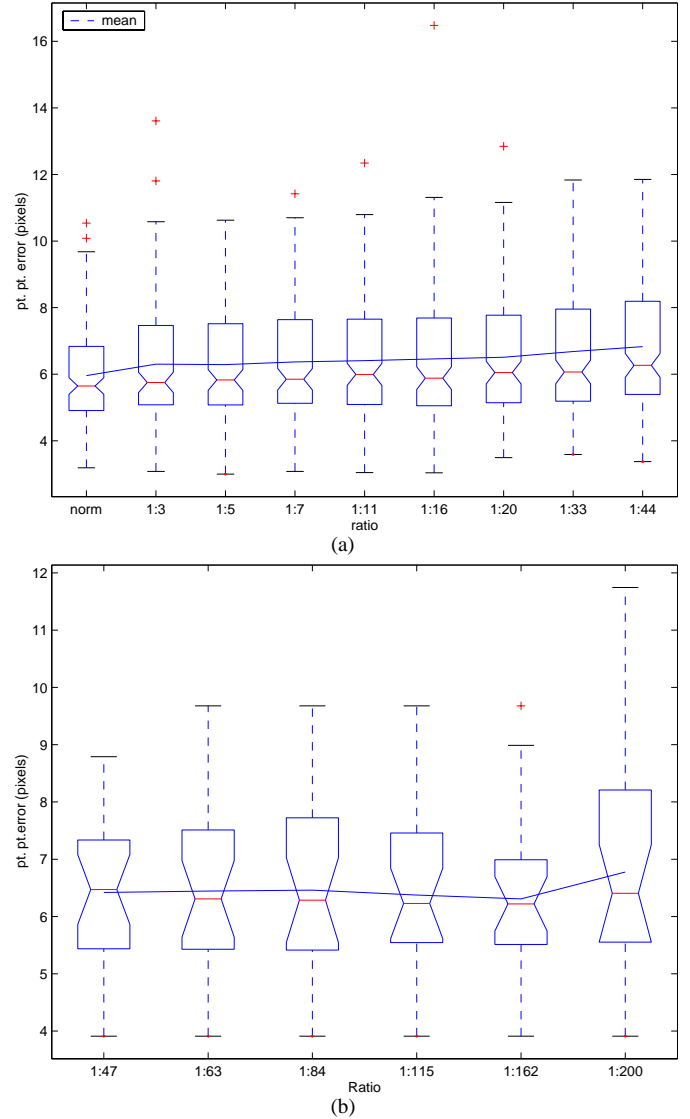 mean
16
14
12
10
8
6
4
pt. pt. error (pixels)
norm 1:3 1:5 1:7 1:11 1:16 1:20 1:33 1:44
ratio
(a)
12
11
10
9
8
7
6
5
4
pt. pt.error (pixels)
1:47 1:63 1:84 1:115 1:162 1:200
Ratio
(b)